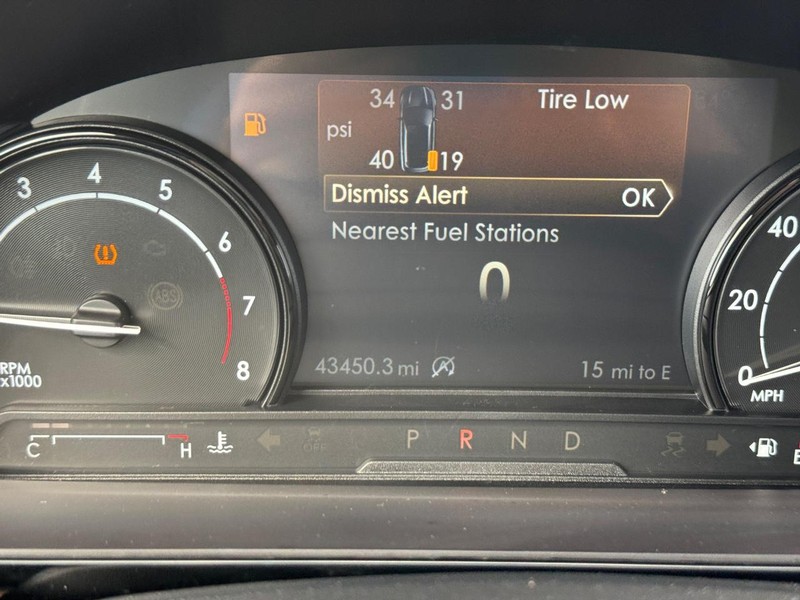 34 31 Tire Low
psi
40 19
Dismiss Alert OK
Nearest Fuel Stations
0
43450.3 mi 15 mi to E
3 4 5 6 7 8
RPM
x1000
ABS
40
20
0
MPH
C H OFF P R N D E